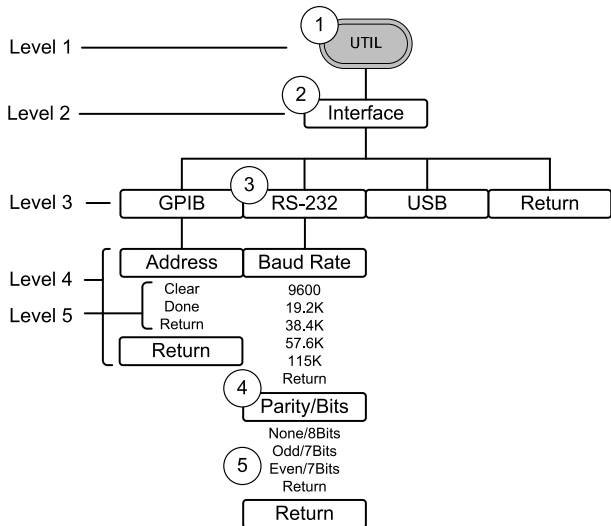 1
UTIL
Level 1
2
Interface
Level 2
3
Level 3
GPIB
RS-232
USB
Return
Level 4
Level 5
Address
Clear
Done
Return
Return
Baud Rate
9600
19.2K
38.4K
57.6K
115K
Return
4
Parity/Bits
None/8Bits
Odd/7Bits
5
Even/7Bits
Return
Return